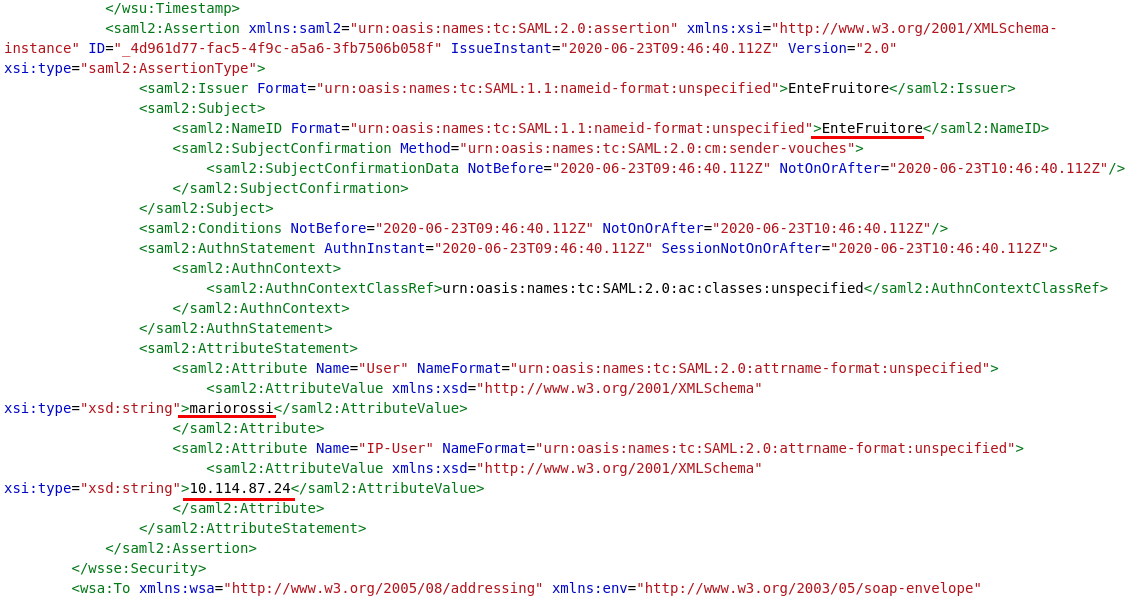 </wsu:Timestamp>
<saml2:Assertion xmlns:saml2="urn:oasis:names:tc:SAML:2.0:assertion" xmlns:xsi="http://www.w3.org/2001/XMLSchema-
instance" ID="_4d961d77-fac5-4f9c-a5a6-3fb7506b058f" IssueInstant="2020-06-23T09:46:40.112Z" Version="2.0"
xsi:type="saml2:AssertionType">
<saml2:Issuer Format="urn:oasis:names:tc:SAML:1.1:nameid-format:unspecified">EnteFruitore</saml2:Issuer>
<saml2:Subject>
<saml2:NameID Format="urn:oasis:names:tc:SAML:1.1:nameid-format:unspecified">EnteFruitore</saml2:NameID>
<saml2:SubjectConfirmation Method="urn:oasis:names:tc:SAML:2.0:cm:sender-vouches">
<saml2:SubjectConfirmationData NotBefore="2020-06-23T09:46:40.112Z" NotOnOrAfter="2020-06-23T10:46:40.112Z"/>
</saml2:SubjectConfirmation>
</saml2:Subject>
<saml2:Conditions NotBefore="2020-06-23T09:46:40.112Z" NotOnOrAfter="2020-06-23T10:46:40.112Z"/>
<saml2:AuthnStatement AuthnInstant="2020-06-23T09:46:40.112Z" SessionNotOnOrAfter="2020-06-23T10:46:40.112Z">
<saml2:AuthnContext>
<saml2:AuthnContextClassRef>urn:oasis:names:tc:SAML:2.0:ac:classes:unspecified</saml2:AuthnContextClassRef>
</saml2:AuthnContext>
</saml2:AuthnStatement>
<saml2:AttributeStatement>
<saml2:Attribute Name="User" NameFormat="urn:oasis:names:tc:SAML:2.0:attrname-format:unspecified">
<saml2:AttributeValue xmlns:xsd="http://www.w3.org/2001/XMLSchema"
xsi:type="xsd:string">mariorossi</saml2:AttributeValue>
</saml2:Attribute>
<saml2:Attribute Name="IP-User" NameFormat="urn:oasis:names:tc:SAML:2.0:attrname-format:unspecified">
<saml2:AttributeValue xmlns:xsd="http://www.w3.org/2001/XMLSchema"
xsi:type="xsd:string">10.114.87.24</saml2:AttributeValue>
</saml2:Attribute>
</saml2:AttributeStatement>
</saml2:Assertion>
</wsse:Security>
<wsa:To xmlns:wsa="http://www.w3.org/2005/08/addressing" xmlns:env="http://www.w3.org/2003/05/soap-envelope"